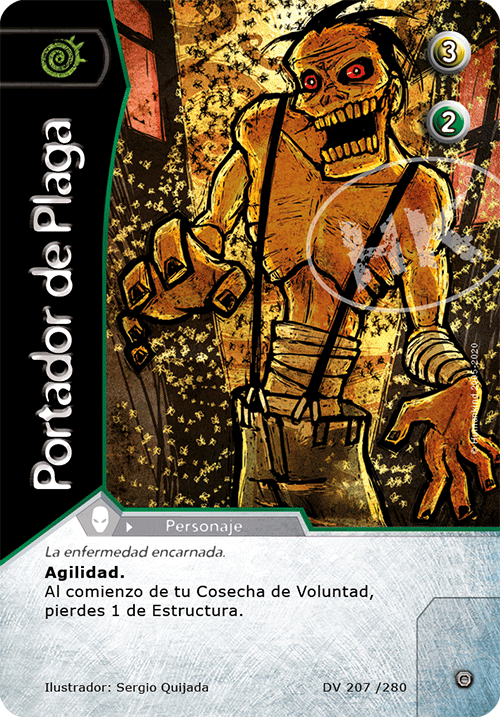 3
2
Portador de Plaga
HK
Personaje
La enfermedad encarnada.
Agilidad.
Al comienzo de tu Cosecha de Voluntad,
pierdes 1 de Estructura.
Ilustrador: Sergio Quijada
DV 207 /280